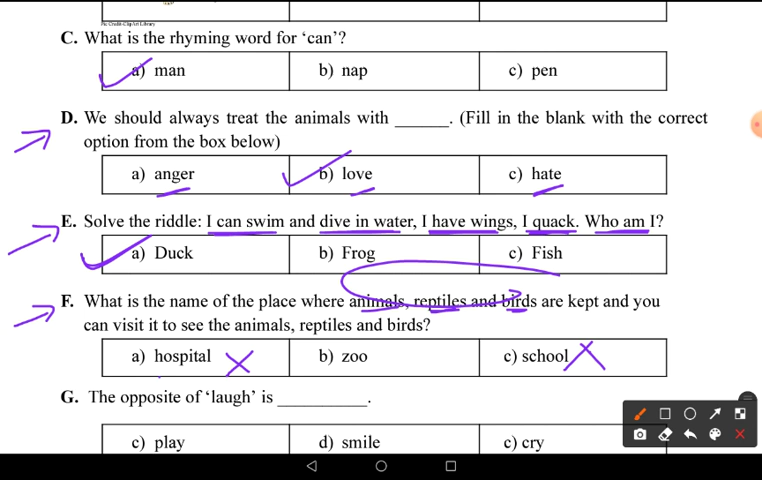 Pic Credit-ClipArt Library
C. What is the rhyming word for ‘can’?
a) man b) nap c) pen
D. We should always treat the animals with ______. (Fill in the blank with the correct
option from the box below)
a) anger b) love c) hate
E. Solve the riddle: I can swim and dive in water, I have wings, I quack. Who am I?
a) Duck b) Frog c) Fish
F. What is the name of the place where animals, reptiles and birds are kept and you
can visit it to see the animals, reptiles and birds?
a) hospital b) zoo c) school
G. The opposite of ‘laugh’ is __________.
c) play d) smile c) cry